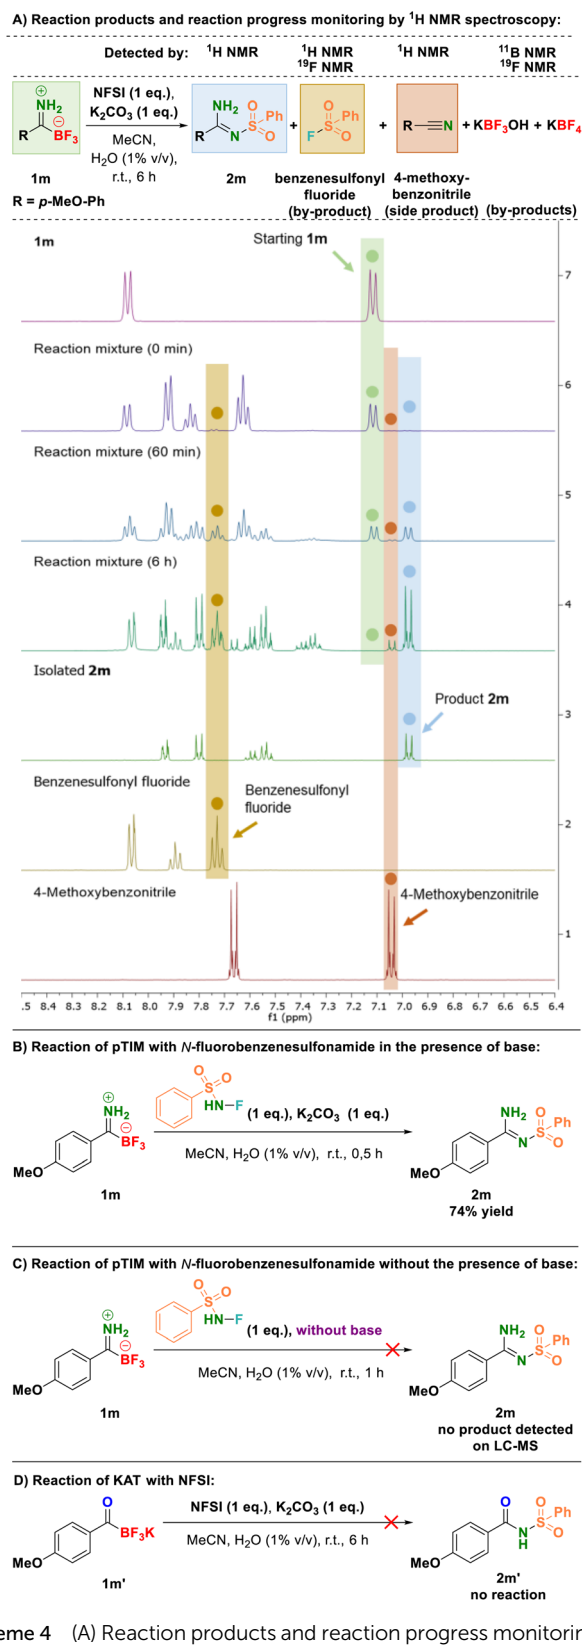 A) Reaction products and reaction progress monitoring by ¹H NMR spectroscopy:
Detected by: ¹H NMR ¹H NMR ¹H NMR ¹¹B NMR
¹⁹F NMR ¹⁹F NMR
⊕
NH₂ NFSI (1 eq.), NH₂ O Ph O Ph
K₂CO₃ (1 eq.)
R BF₃ R N S O + F S O + R N + KBF₃OH + KBF₄
⊖
MeCN,
H₂O (1% v/v),
r.t., 6 h
1m 2m benzenesulfonyl 4-methoxy-
fluoride benzonitrile
R = p-MeO-Ph (by-product) (side product) (by-products)
1m
Starting 1m
7
Reaction mixture (0 min)
6
Reaction mixture (60 min)
5
Reaction mixture (6 h)
4
Isolated 2m
Product 2m
3
Benzenesulfonyl fluoride
Benzenesulfonyl
fluoride
2
4-Methoxybenzonitrile
4-Methoxybenzonitrile
1
.5 8.4 8.3 8.2 8.1 8.0 7.9 7.8 7.7 7.6 7.5 7.4 7.3 7.2 7.1 7.0 6.9 6.8 6.7 6.6 6.5 6.4
f1 (ppm)
B) Reaction of pTIM with N-fluorobenzenesulfonamide in the presence of base:
O O
S
HN F
(1 eq.), K₂CO₃ (1 eq.)
⊕
NH₂
⊖
BF₃
MeO
MeCN, H₂O (1% v/v), r.t., 0,5 h
NH₂ O Ph
N S O
MeO
1m 2m
74% yield
C) Reaction of pTIM with N-fluorobenzenesulfonamide without the presence of base:
O O
S
HN F
(1 eq.), without base
⊕
NH₂
⊖
BF₃
MeO
MeCN, H₂O (1% v/v), r.t., 1 h
NH₂ O Ph
N S O
MeO
1m 2m
no product detected
on LC-MS
D) Reaction of KAT with NFSI:
O
BF₃K
MeO
NFSI (1 eq.), K₂CO₃ (1 eq.)
MeCN, H₂O (1% v/v), r.t., 6 h
O O Ph
N S O
H
MeO
1m' 2m'
no reaction
eme 4 (A) Reaction products and reaction progress monitorin